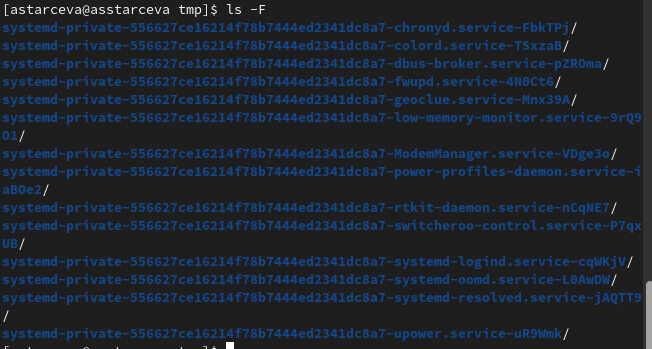 [astarceva@asstarceva tmp]$ ls -F
systemd-private-556627ce16214f78b7444ed2341dc8a7-chronyd.service-FbkTPj/
systemd-private-556627ce16214f78b7444ed2341dc8a7-colord.service-TSxzaB/
systemd-private-556627ce16214f78b7444ed2341dc8a7-dbus-broker.service-pZROma/
systemd-private-556627ce16214f78b7444ed2341dc8a7-fwupd.service-4N0Ct6/
systemd-private-556627ce16214f78b7444ed2341dc8a7-geoclue.service-Mnx39A/
systemd-private-556627ce16214f78b7444ed2341dc8a7-low-memory-monitor.service-9rQ9
O1/
systemd-private-556627ce16214f78b7444ed2341dc8a7-ModemManager.service-VDge3o/
systemd-private-556627ce16214f78b7444ed2341dc8a7-power-profiles-daemon.service-i
aBOe2/
systemd-private-556627ce16214f78b7444ed2341dc8a7-rtkit-daemon.service-nCqNE7/
systemd-private-556627ce16214f78b7444ed2341dc8a7-switcheroo-control.service-P7qx
UB/
systemd-private-556627ce16214f78b7444ed2341dc8a7-systemd-logind.service-cqWKjV/
systemd-private-556627ce16214f78b7444ed2341dc8a7-systemd-oomd.service-L0AwDW/
systemd-private-556627ce16214f78b7444ed2341dc8a7-systemd-resolved.service-jAQTT9
/
systemd-private-556627ce16214f78b7444ed2341dc8a7-upower.service-uR9Wmk/